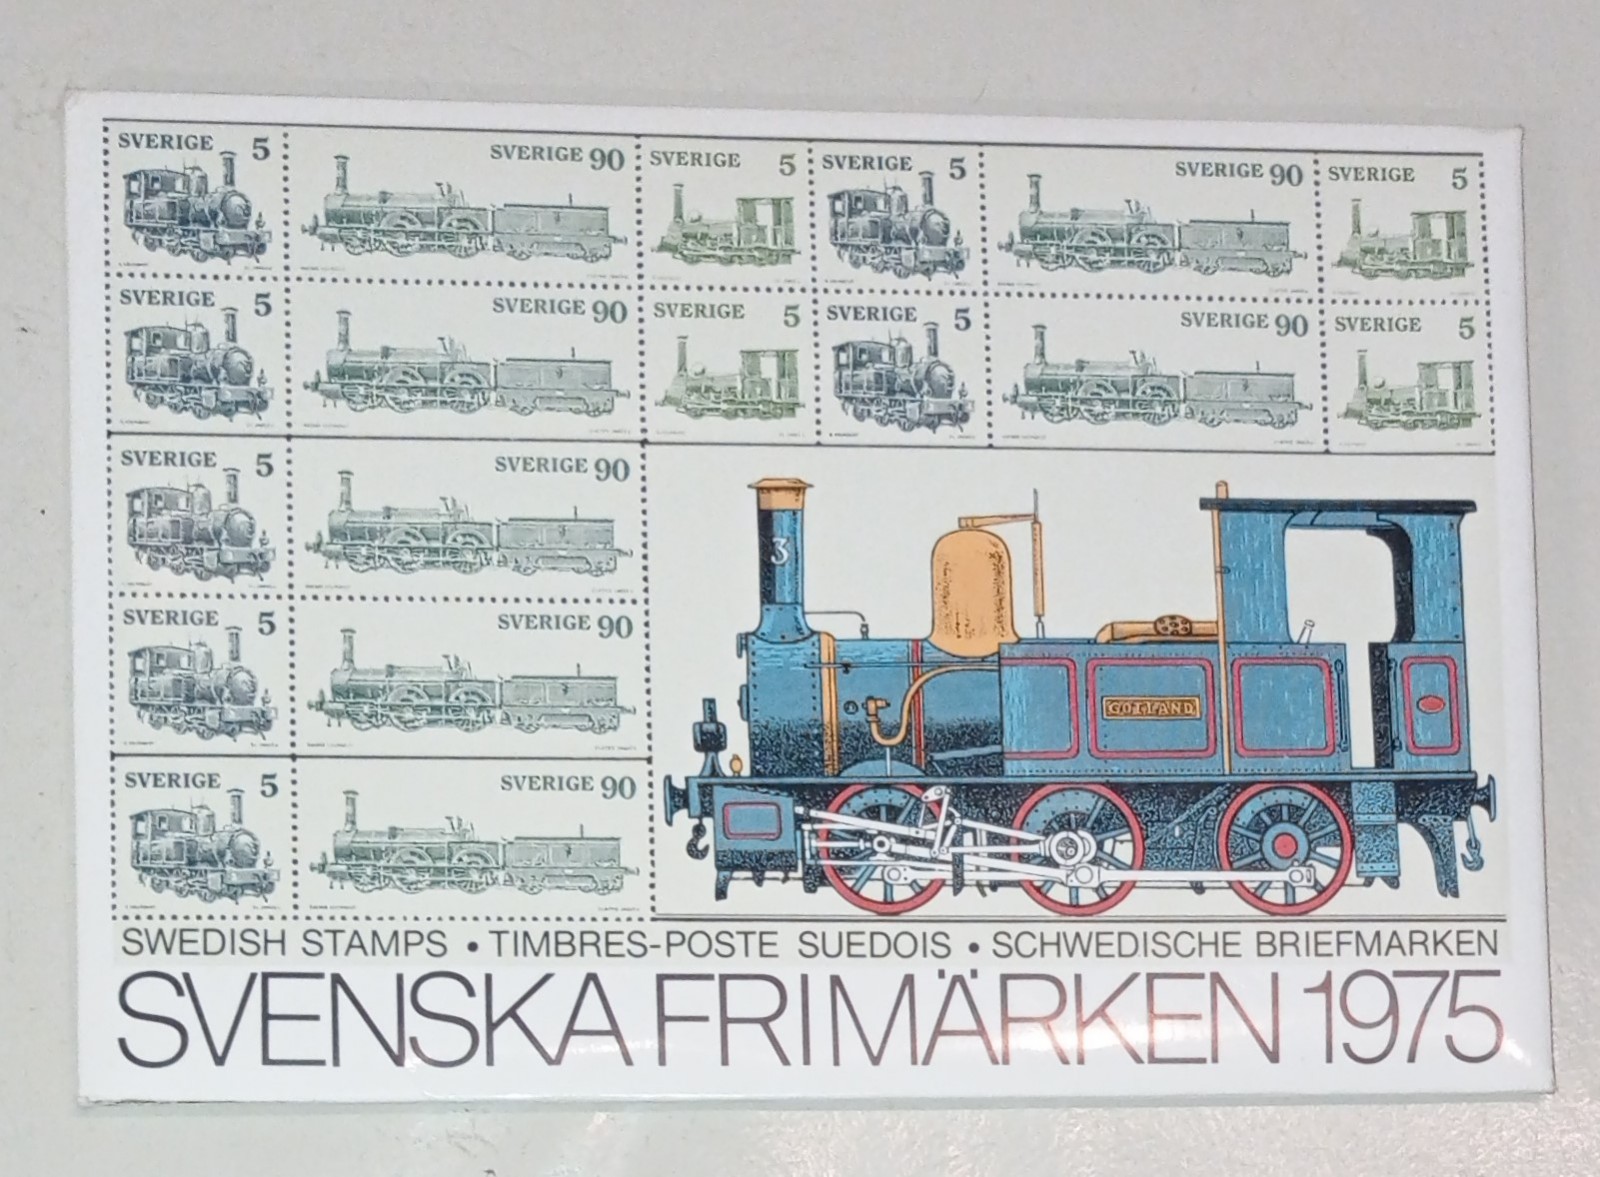 SVERIGE 5 SVERIGE 90 SVERIGE 5 SVERIGE 5 SVERIGE 90 SVERIGE 5
SVERIGE 5 SVERIGE 90 SVERIGE 5 SVERIGE 5 SVERIGE 90 SVERIGE 5
SVERIGE 5 SVERIGE 90
SVERIGE 5 SVERIGE 90
SVERIGE 5 SVERIGE 90
3
GOTLAND
SWEDISH STAMPS • TIMBRES-POSTE SUEDOIS • SCHWEDISCHE BRIEFMARKEN
SVENSKA FRIMÄRKEN 1975